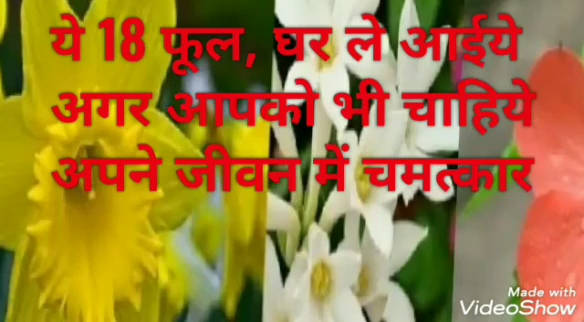 ये 18 फूल, घर ले आईये
अगर आपको भी चाहिये
अपने जीवन में चमत्कार
Made with
VideoShow